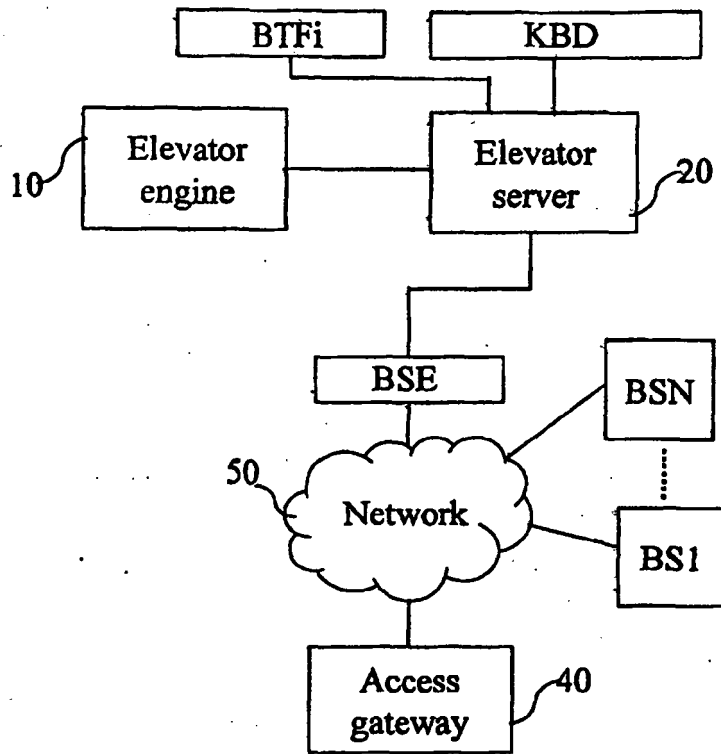 BTFi
KBD
10
Elevator
engine
Elevator
server
20
BSE
BSN
50
Network
BS1
Access
gateway
40